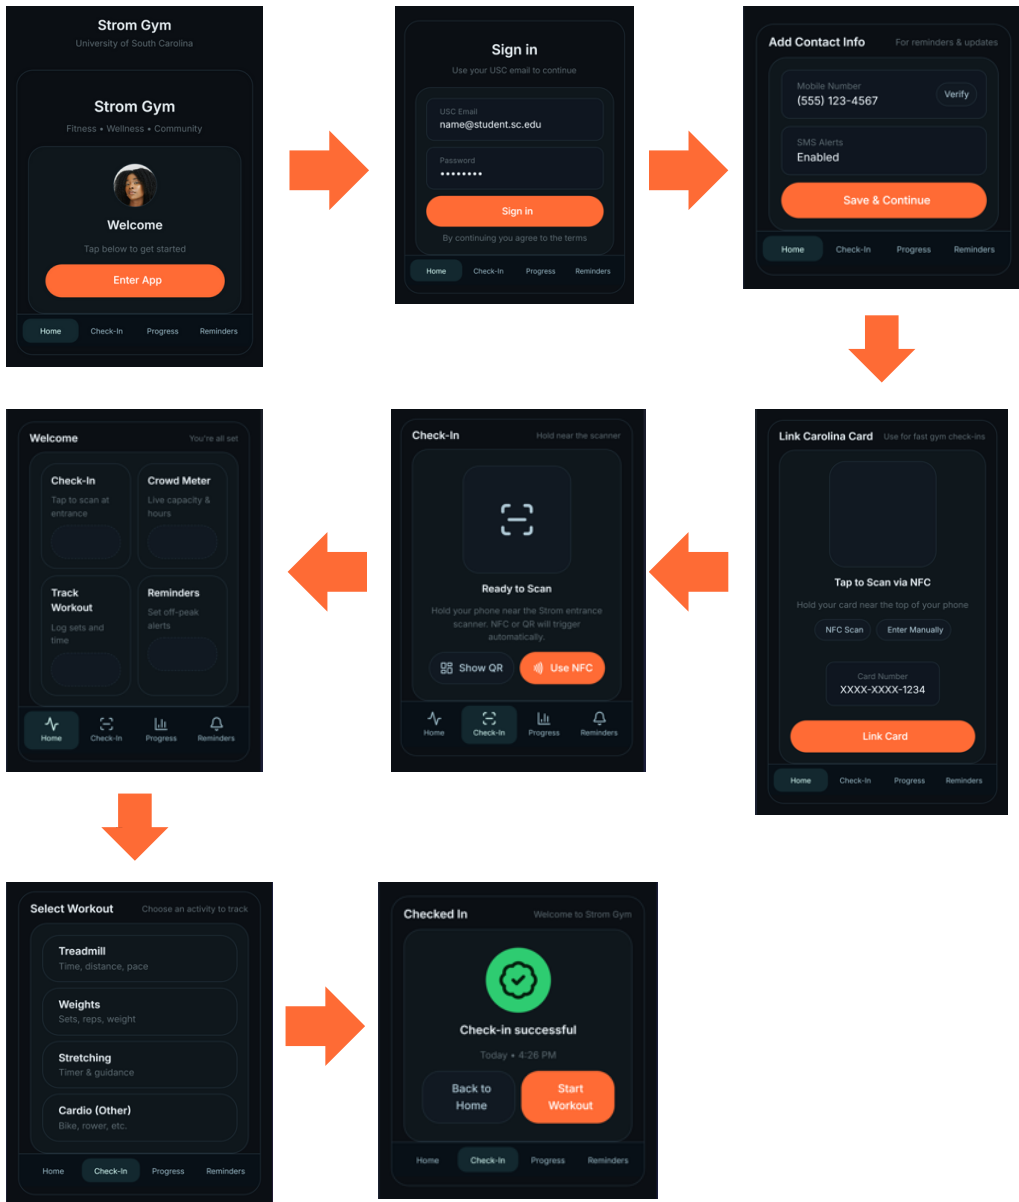 Strom Gym
University of South Carolina
Strom Gym
Fitness • Wellness • Community
Welcome
Tap below to get started
Enter App
Home Check-In Progress Reminders
Sign in
Use your USC email to continue
USC Email
name@student.sc.edu
Password
••••••••
Sign in
By continuing you agree to the terms
Home Check-In Progress Reminders
Add Contact Info For reminders & updates
Mobile Number
(555) 123-4567
Verify
SMS Alerts
Enabled
Save & Continue
Home Check-In Progress Reminders
Link Carolina Card Use for fast gym check-ins
Tap to Scan via NFC
Hold your card near the top of your phone
NFC Scan Enter Manually
Card Number
XXXX-XXXX-1234
Link Card
Home Check-In Progress Reminders
Check-In Hold near the scanner
Ready to Scan
Hold your phone near the Strom entrance
scanner. NFC or QR will trigger
automatically.
Show QR Use NFC
Home Check-In Progress Reminders
Welcome You're all set
Check-In
Tap to scan at
entrance
Crowd Meter
Live capacity &
hours
Track
Workout
Log sets and
time
Reminders
Set off-peak
alerts
Home Check-In Progress Reminders
Select Workout Choose an activity to track
Treadmill
Time, distance, pace
Weights
Sets, reps, weight
Stretching
Timer & guidance
Cardio (Other)
Bike, rower, etc.
Home Check-In Progress Reminders
Checked In Welcome to Strom Gym
Check-in successful
Today • 4:26 PM
Back to
Home
Start
Workout
Home Check-In Progress Reminders